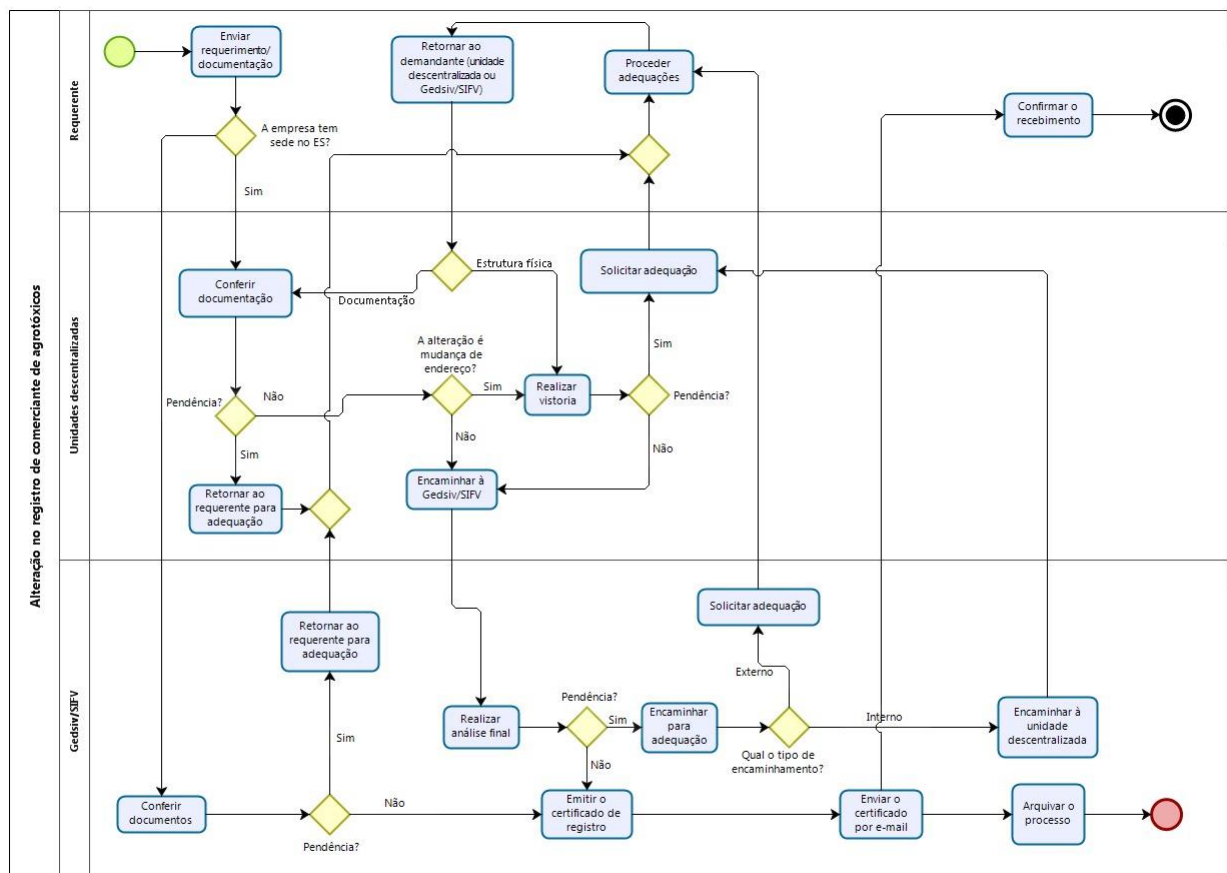 Alteração no registro de comerciante de agrotóxicos
Requerente
Enviar
requerimento/
documentação
A empresa tem
sede no ES?
Sim
Retornar ao
demandante (unidade
descentralizada ou
Gedsiv/SIFV)
Proceder
adequações
Confirmar o
recebimento
Unidades descentralizadas
Conferir
documentação
Documentação
Estrutura física
Solicitar adequação
Pendência?
Não
Sim
A alteração é
mudança de
endereço?
Sim
Não
Realizar
vistoria
Sim
Pendência?
Não
Retornar ao
requerente para
adequação
Encaminhar à
Gedsiv/SIFV
Gedsiv/SIFV
Retornar ao
requerente para
adequação
Sim
Solicitar adequação
Externo
Realizar
análise final
Pendência?
Sim
Não
Encaminhar
para
adequação
Qual o tipo de
encaminhamento?
Interno
Encaminhar à
unidade
descentralizada
Conferir
documentos
Pendência?
Não
Emitir o
certificado de
registro
Enviar o
certificado
por e-mail
Arquivar o
processo